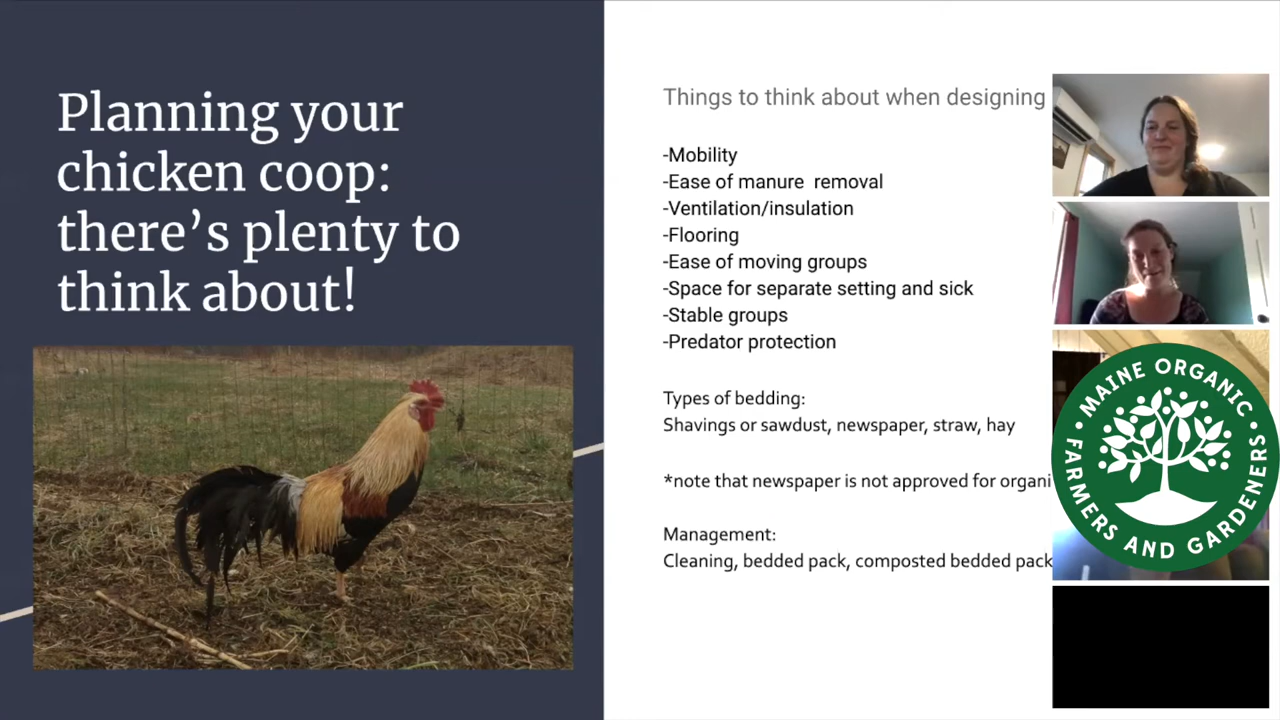 Planning your
chicken coop:
there’s plenty to
think about!
Things to think about when designing
-Mobility
-Ease of manure  removal
-Ventilation/insulation
-Flooring
-Ease of moving groups
-Space for separate setting and sick
-Stable groups
-Predator protection
Types of bedding:
Shavings or sawdust, newspaper, straw, hay
*note that newspaper is not approved for organi
Management:
Cleaning, bedded pack, composted bedded pack
MAINE ORGANIC
FARMERS AND GARDENERS